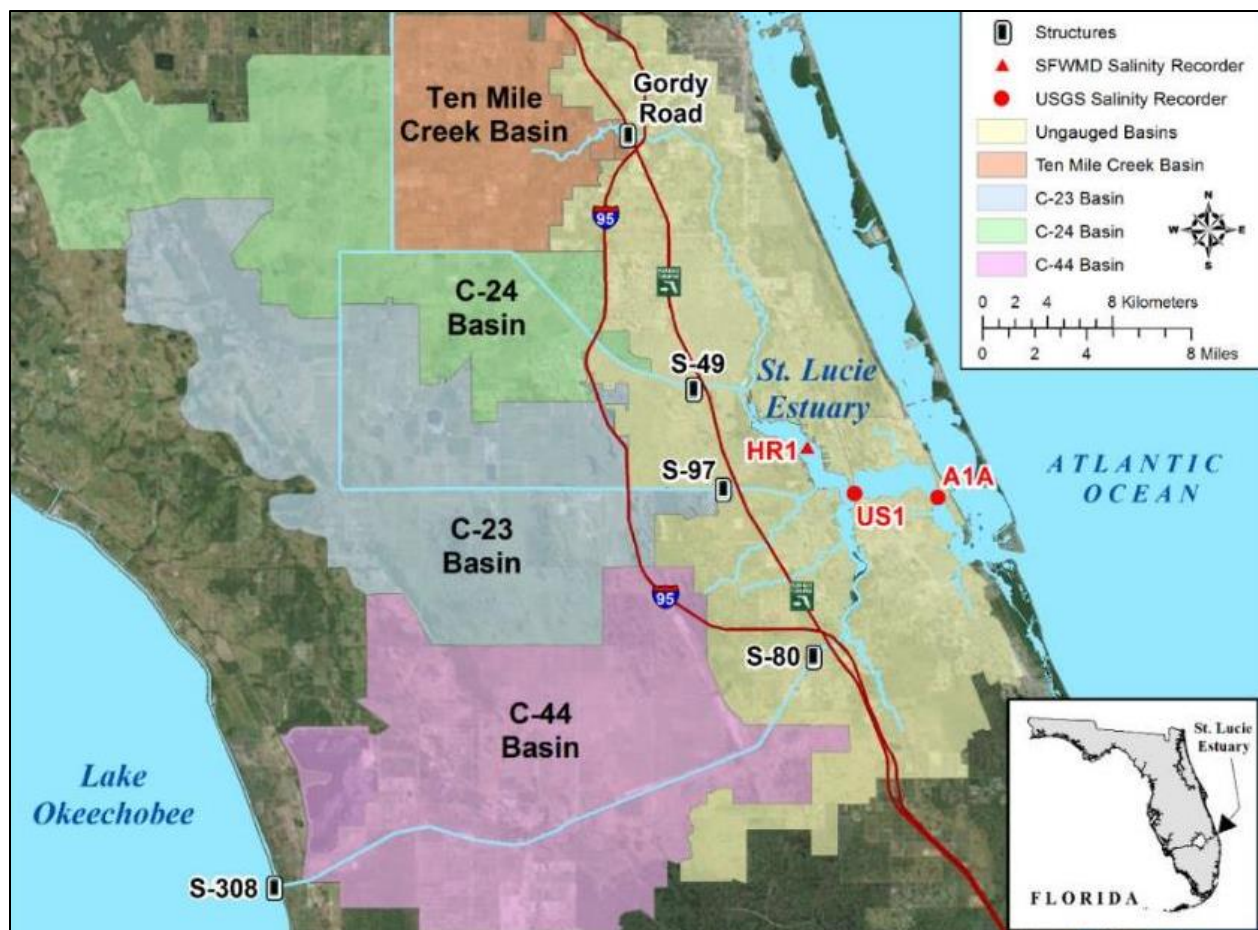 Ten Mile
Creek Basin
Gordy
Road
95
C-24
Basin
S-49
St. Lucie
Estuary
HR1
S-97
A1A
US1
ATLANTIC
OCEAN
C-23
Basin
95
S-80
C-44
Basin
Lake
Okeechobee
S-308
Structures
SFWMD Salinity Recorder
USGS Salinity Recorder
Ungauged Basins
Ten Mile Creek Basin
C-23 Basin
C-24 Basin
C-44 Basin
N
W E
S
0 2 4 8 Kilometers
0 2 4 8 Miles
St. Lucie
Estuary
FLORIDA